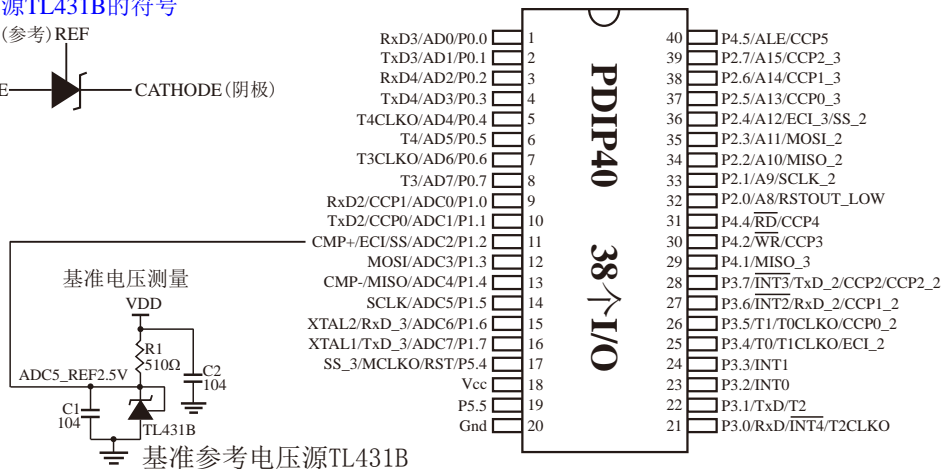 源TL431B的符号
(参考)REF
E
CATHODE(阴极)
PDIP40 38个I/O
RxD3/AD0/P0.0 1
TxD3/AD1/P0.1 2
RxD4/AD2/P0.2 3
TxD4/AD3/P0.3 4
T4CLKO/AD4/P0.4 5
T4/AD5/P0.5 6
T3CLKO/AD6/P0.6 7
T3/AD7/P0.7 8
RxD2/CCP1/ADC0/P1.0 9
TxD2/CCP0/ADC1/P1.1 10
CMP+/ECI/SS/ADC2/P1.2 11
MOSI/ADC3/P1.3 12
CMP-/MISO/ADC4/P1.4 13
SCLK/ADC5/P1.5 14
XTAL2/RxD_3/ADC6/P1.6 15
XTAL1/TxD_3/ADC7/P1.7 16
SS_3/MCLKO/RST/P5.4 17
Vcc 18
P5.5 19
Gnd 20
40 P4.5/ALE/CCP5
39 P2.7/A15/CCP2_3
38 P2.6/A14/CCP1_3
37 P2.5/A13/CCP0_3
36 P2.4/A12/ECI_3/SS_2
35 P2.3/A11/MOSI_2
34 P2.2/A10/MISO_2
33 P2.1/A9/SCLK_2
32 P2.0/A8/RSTOUT_LOW
31 P4.4/RD/CCP4
30 P4.2/WR/CCP3
29 P4.1/MISO_3
28 P3.7/INT3/TxD_2/CCP2/CCP2_2
27 P3.6/INT2/RxD_2/CCP1_2
26 P3.5/T1/T0CLKO/CCP0_2
25 P3.4/T0/T1CLKO/ECI_2
24 P3.3/INT1
23 P3.2/INT0
22 P3.1/TxD/T2
21 P3.0/RxD/INT4/T2CLKO
基准电压测量
VDD
R1
510Ω
C2
104
ADC5_REF2.5V
C1
104
TL431B
基准参考电压源TL431B